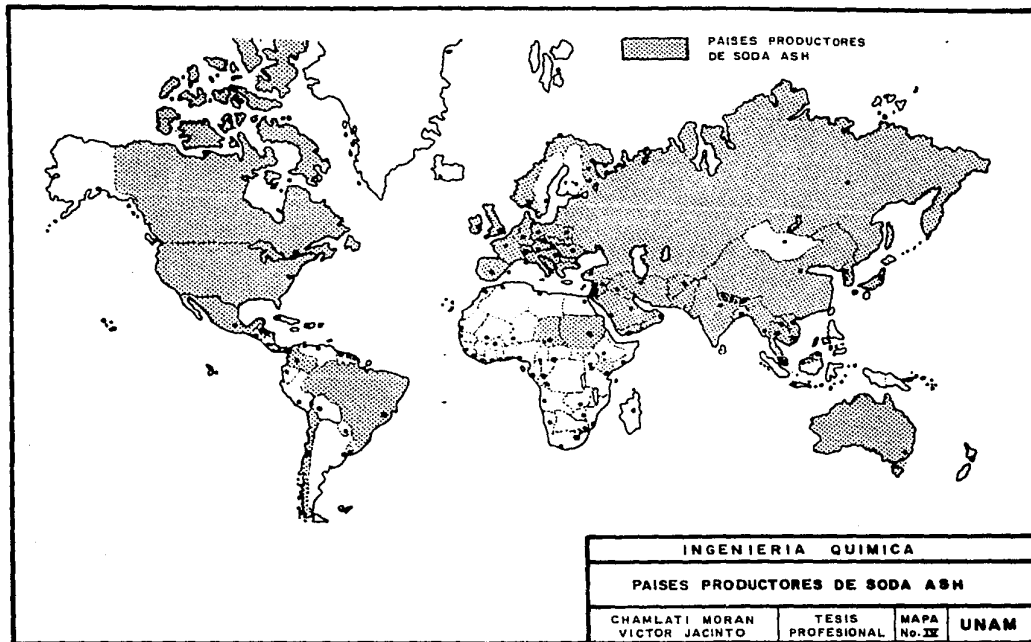 PAISES PRODUCTORES
DE SODA ASH
INGENIERIA QUIMICA
PAISES PRODUCTORES DE SODA ASH
CHAMLATI MORAN
VICTOR JACINTO
TESIS
PROFESIONAL
MAPA
No. IV
UNAM